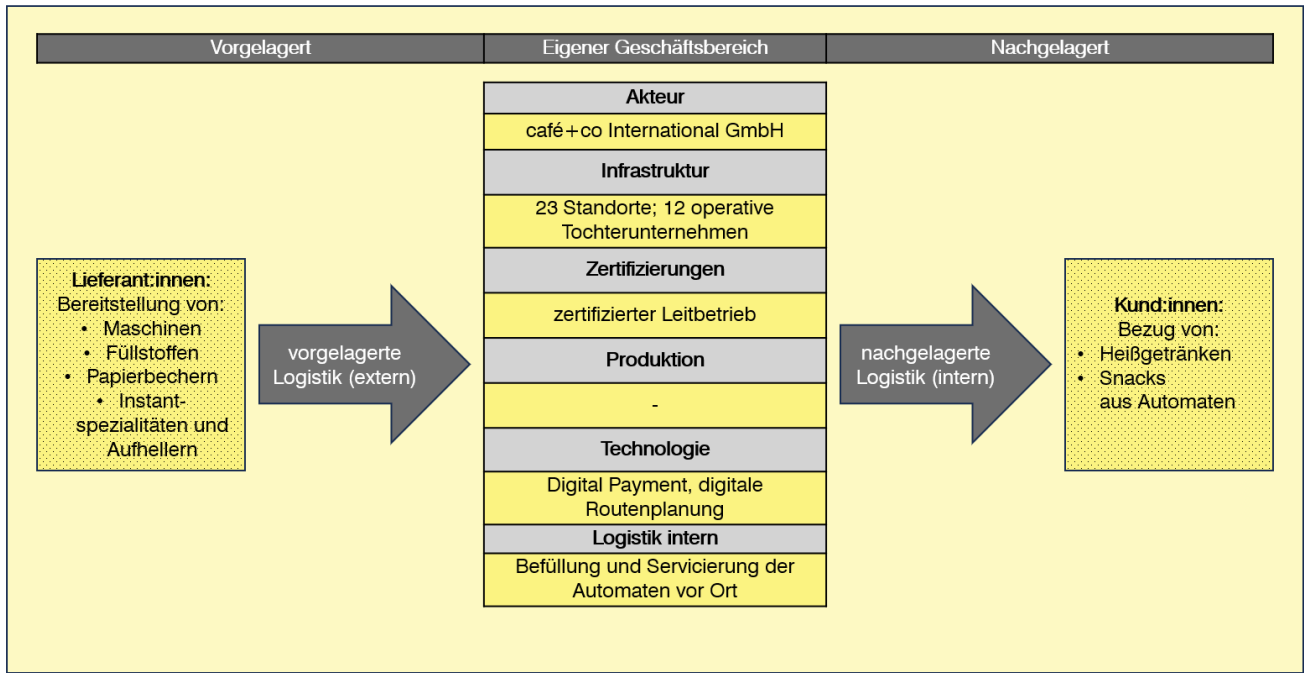 Vorgelagert
Eigener Geschäftsbereich
Nachgelagert
Lieferant:innen:
Bereitstellung von:
• Maschinen
• Füllstoffen
• Papierbechern
• Instant-
spezialitäten und
Aufhellern
vorgelagerte
Logistik (extern)
Akteur
café+co International GmbH
Infrastruktur
23 Standorte; 12 operative
Tochterunternehmen
Zertifizierungen
zertifizierter Leitbetrieb
Produktion
-
Technologie
Digital Payment, digitale
Routenplanung
Logistik intern
Befüllung und Servicierung der
Automaten vor Ort
nachgelagerte
Logistik (intern)
Kund:innen:
Bezug von:
• Heißgetränken
• Snacks
aus Automaten